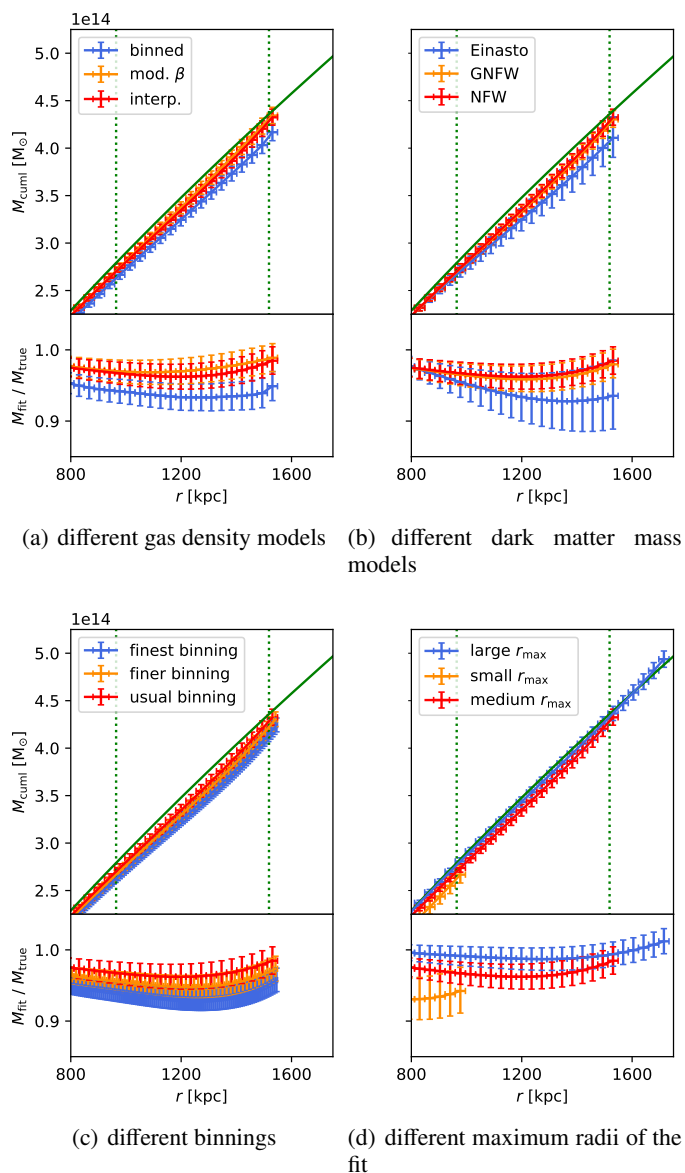 1e14
5.0
4.5
4.0
3.5
3.0
2.5
M_cuml [M_⊙]
binned
mod. β
interp.
Einasto
GNFW
NFW
1.0
0.9
M_fit / M_true
800 1200 1600
r [kpc]
800 1200 1600
r [kpc]
(a) different gas density models
(b) different dark matter mass
models
1e14
5.0
4.5
4.0
3.5
3.0
2.5
M_cuml [M_⊙]
finest binning
finer binning
usual binning
large r_max
small r_max
medium r_max
1.0
0.9
M_fit / M_true
800 1200 1600
r [kpc]
800 1200 1600
r [kpc]
(c) different binnings
(d) different maximum radii of the
fit